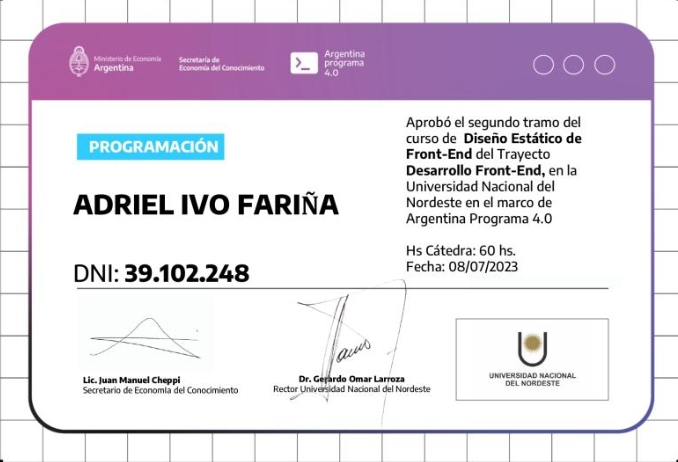 Ministerio de Economía
Argentina
Secretaría de
Economía del Conocimiento
>_
Argentina
programa
4.0
PROGRAMACIÓN
ADRIEL IVO FARIÑA
DNI: 39.102.248
Aprobó el segundo tramo del
curso de Diseño Estático de
Front-End del Trayecto
Desarrollo Front-End, en la
Universidad Nacional del
Nordeste en el marco de
Argentina Programa 4.0
Hs Cátedra: 60 hs.
Fecha: 08/07/2023
Lic. Juan Manuel Cheppi
Secretario de Economía del Conocimiento
Dr. Gerardo Omar Larroza
Rector Universidad Nacional del Nordeste
UNIVERSIDAD NACIONAL
DEL NORDESTE